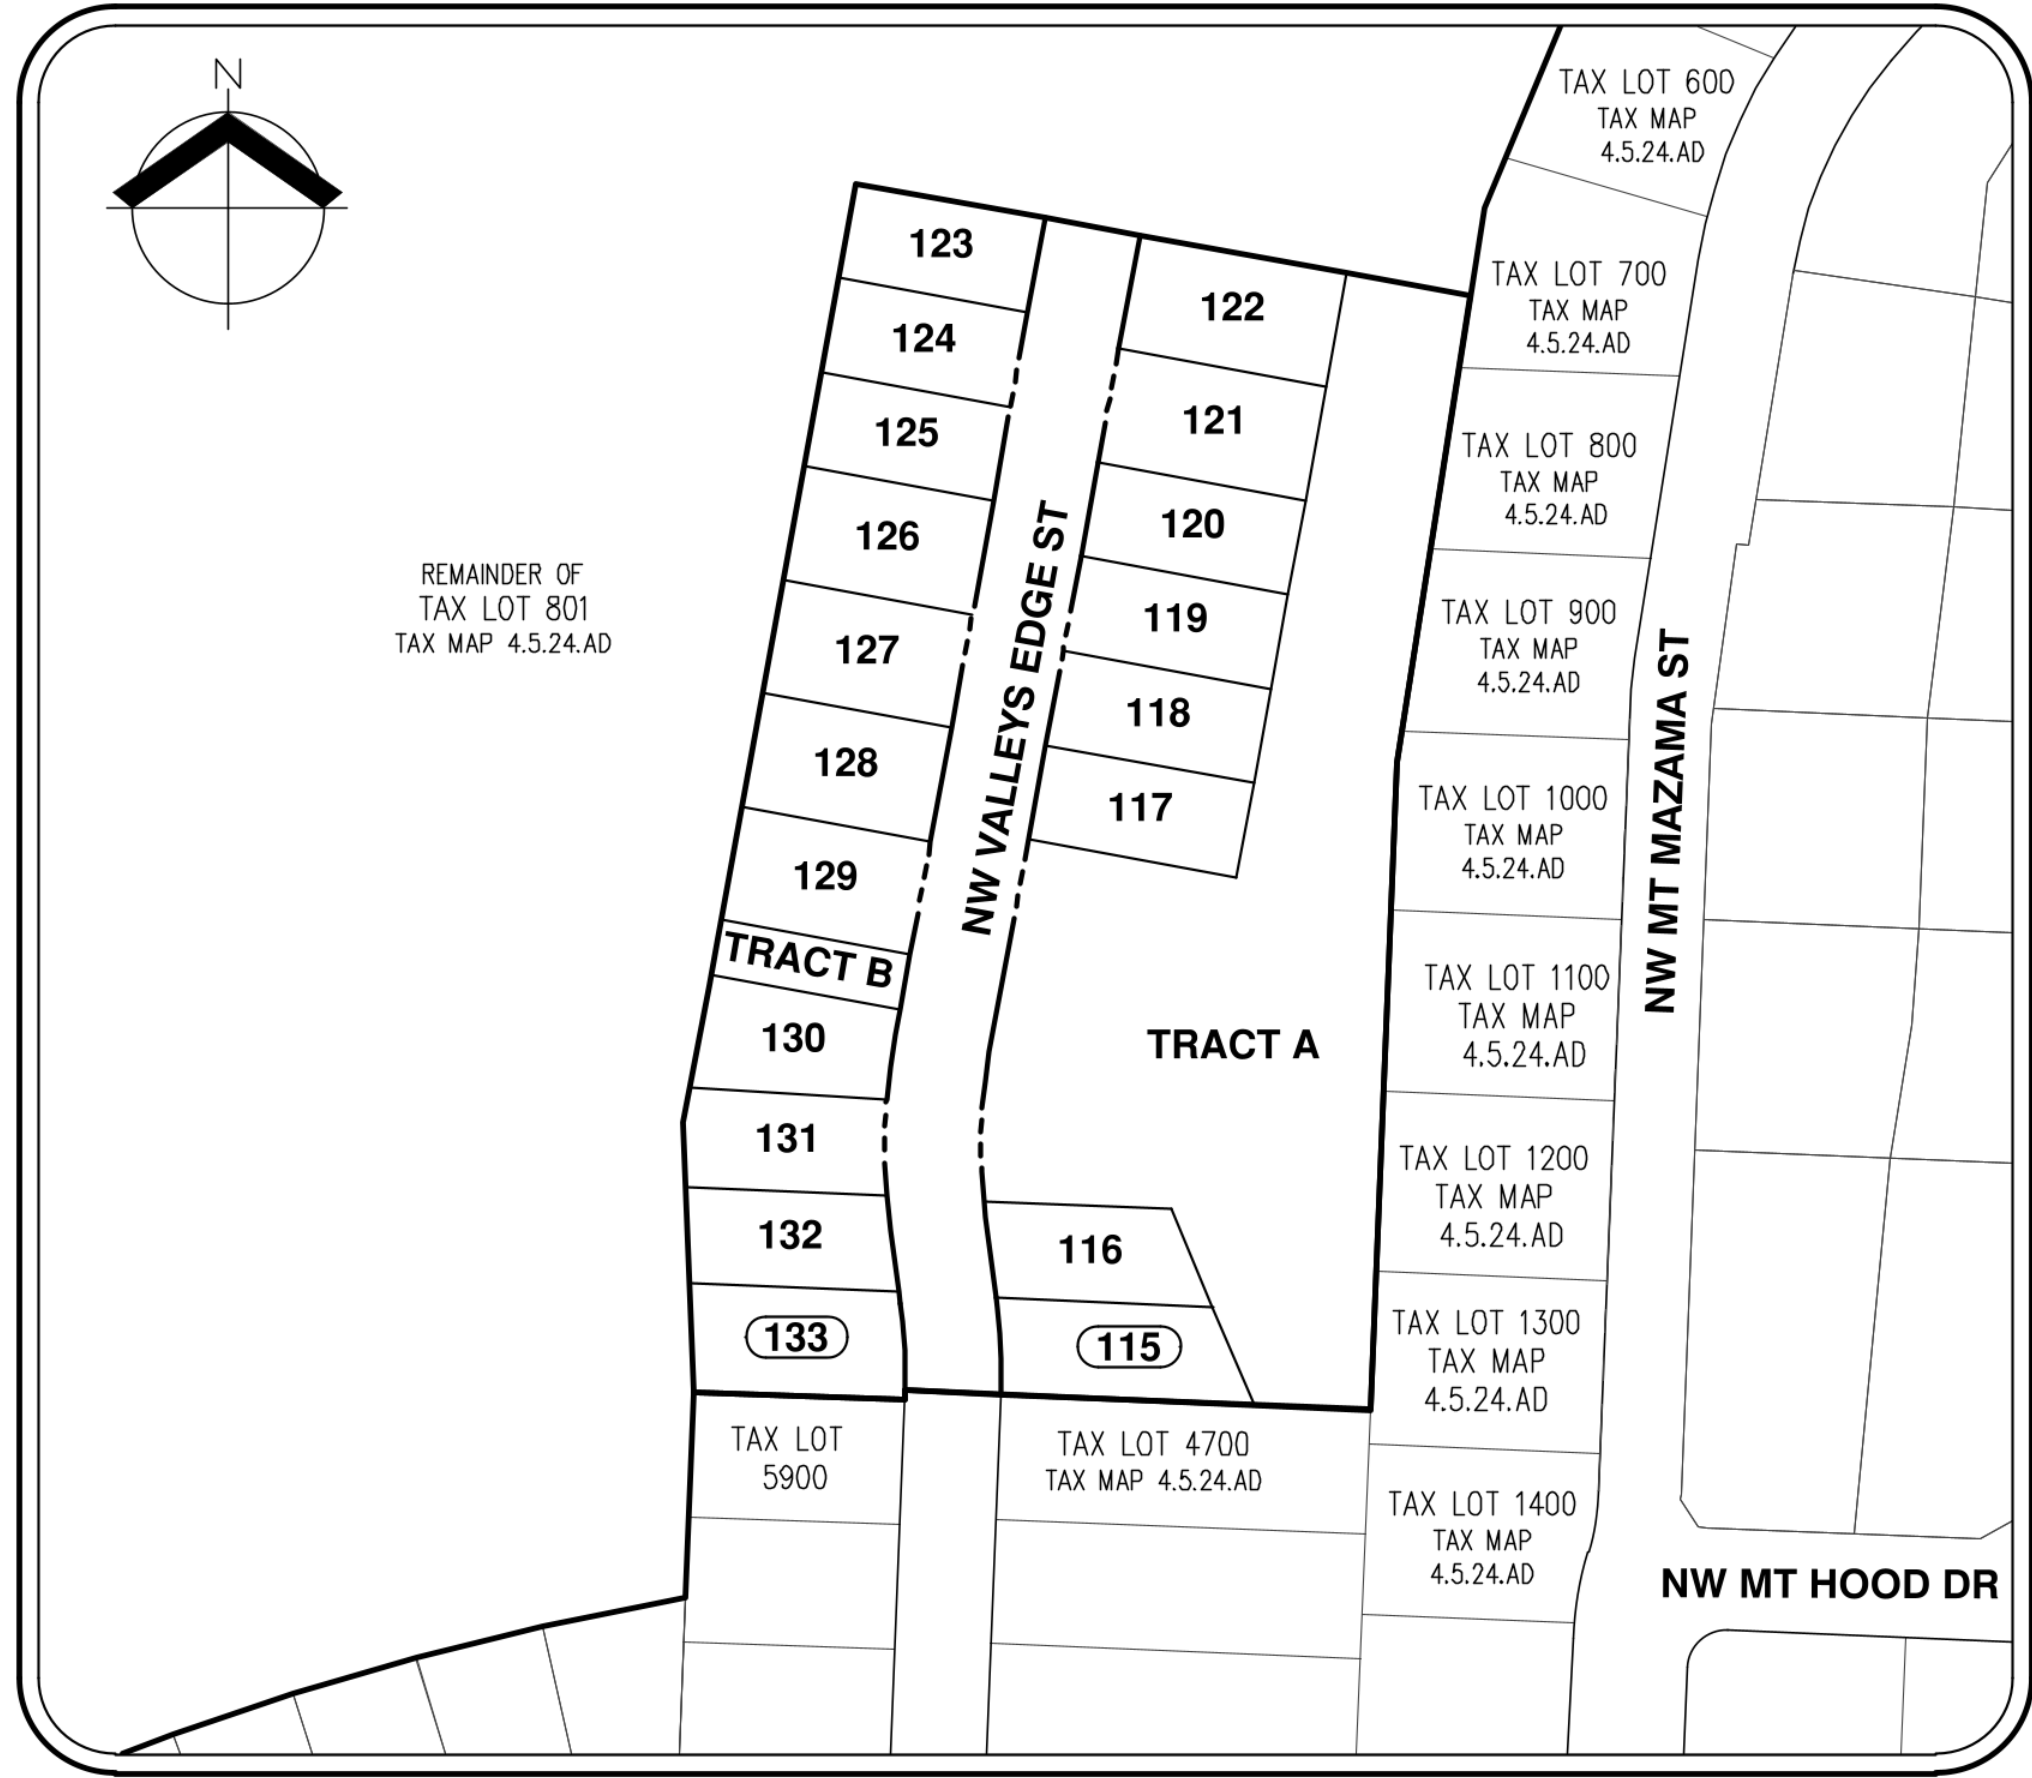 N
TAX LOT 600
TAX MAP
4.5.24.AD
123
122
TAX LOT 700
TAX MAP
4.5.24.AD
124
121
125
TAX LOT 800
TAX MAP
4.5.24.AD
126
120
REMAINDER OF
TAX LOT 801
TAX MAP 4.5.24.AD
127
119
TAX LOT 900
TAX MAP
4.5.24.AD
NW VALLEYS EDGE ST
118
128
117
TAX LOT 1000
TAX MAP
4.5.24.AD
NW MT MAZAMA ST
129
TRACT B
TAX LOT 1100
TAX MAP
4.5.24.AD
130
TRACT A
131
TAX LOT 1200
TAX MAP
4.5.24.AD
132
116
133
115
TAX LOT 1300
TAX MAP
4.5.24.AD
TAX LOT
5900
TAX LOT 4700
TAX MAP 4.5.24.AD
TAX LOT 1400
TAX MAP
4.5.24.AD
NW MT HOOD DR